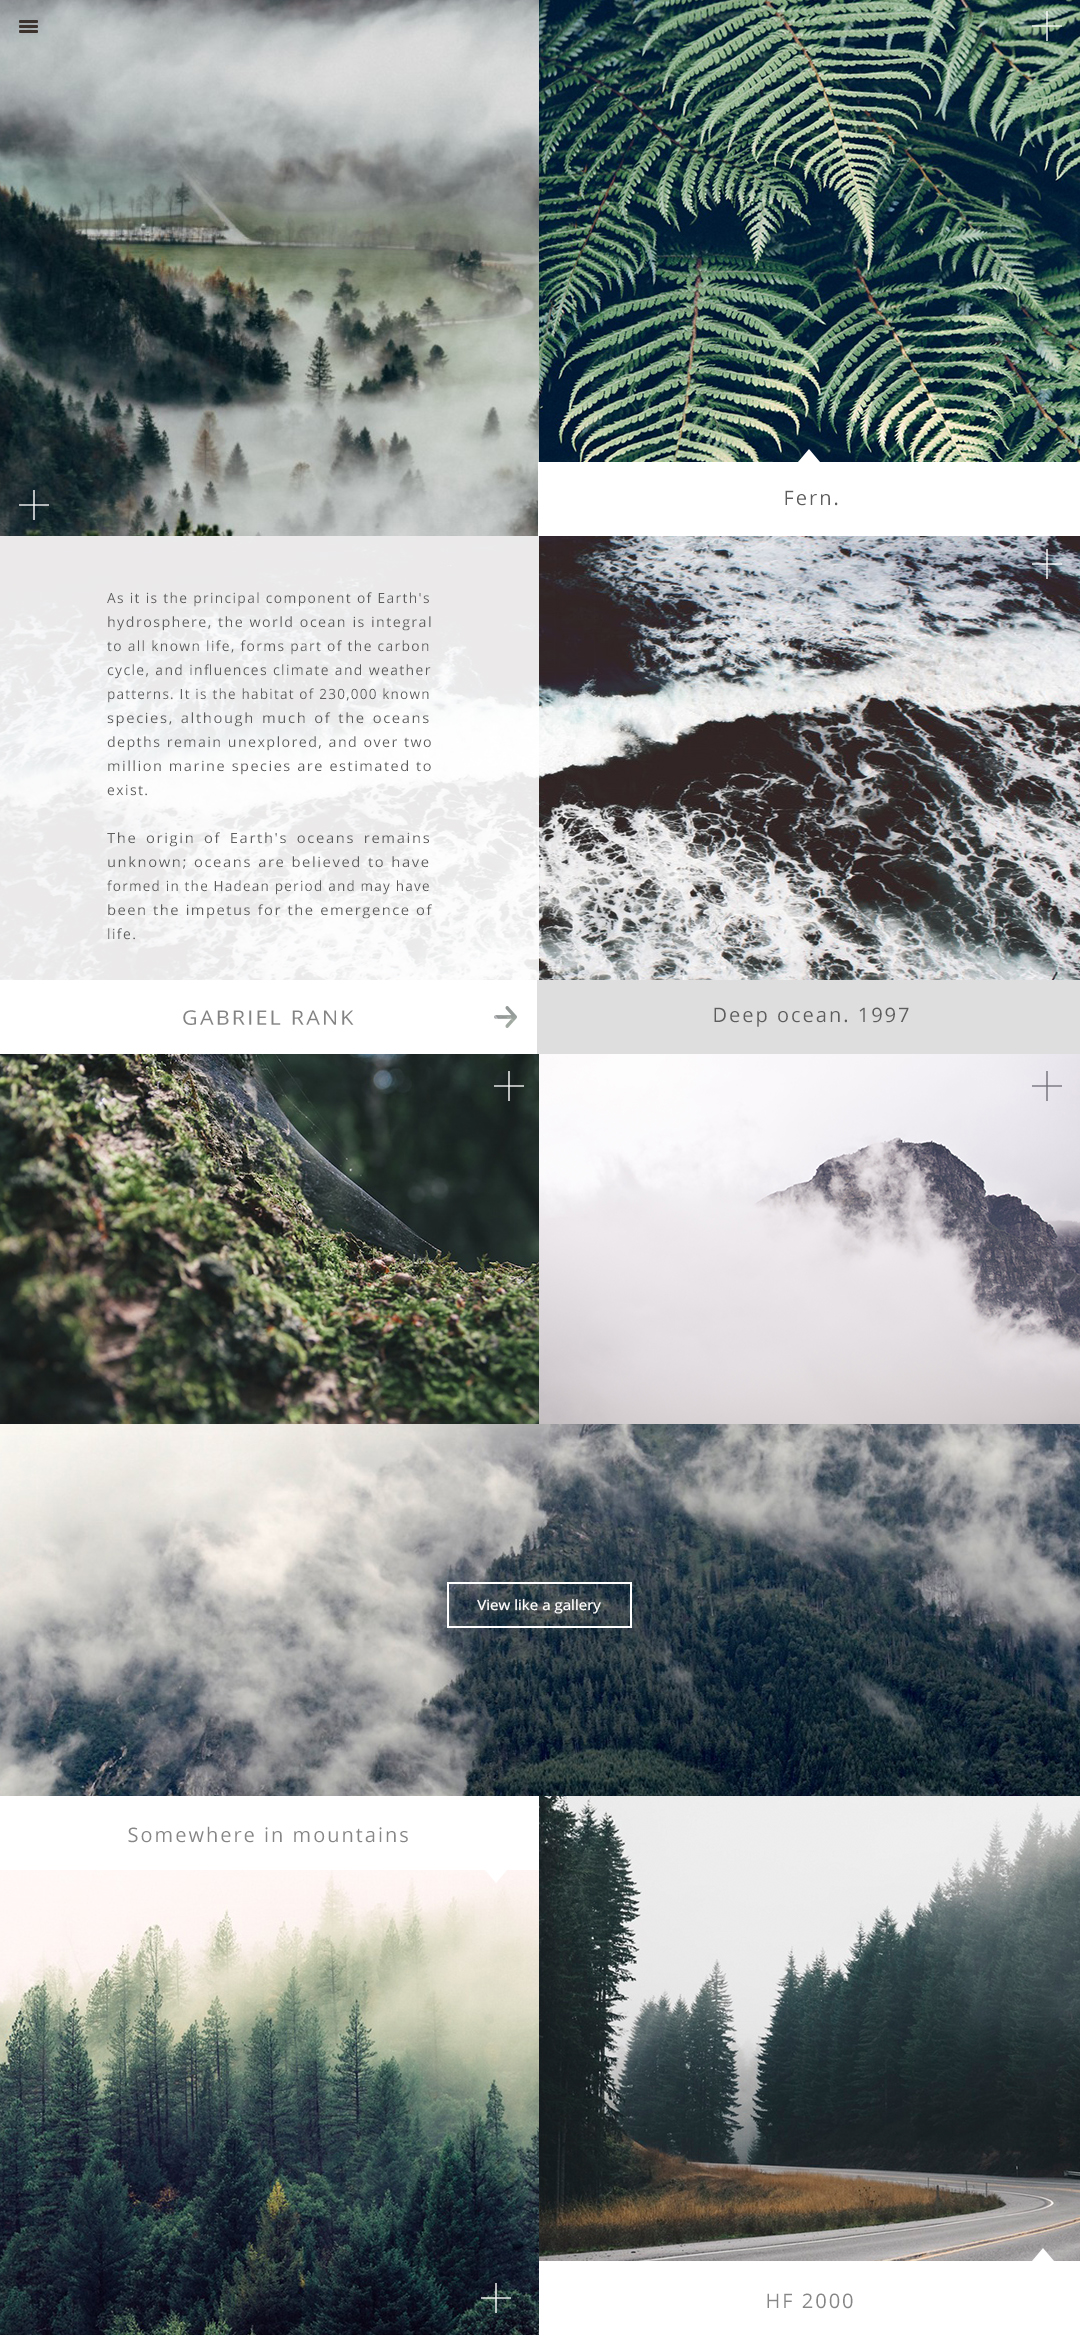 Fern.
As it is the principal component of Earth's
hydrosphere, the world ocean is integral
to all known life, forms part of the carbon
cycle, and influences climate and weather
patterns. It is the habitat of 230,000 known
species, although much of the oceans
depths remain unexplored, and over two
million marine species are estimated to
exist.
The origin of Earth's oceans remains
unknown; oceans are believed to have
formed in the Hadean period and may have
been the impetus for the emergence of
life.
GABRIEL RANK
Deep ocean. 1997
View like a gallery
Somewhere in mountains
HF 2000